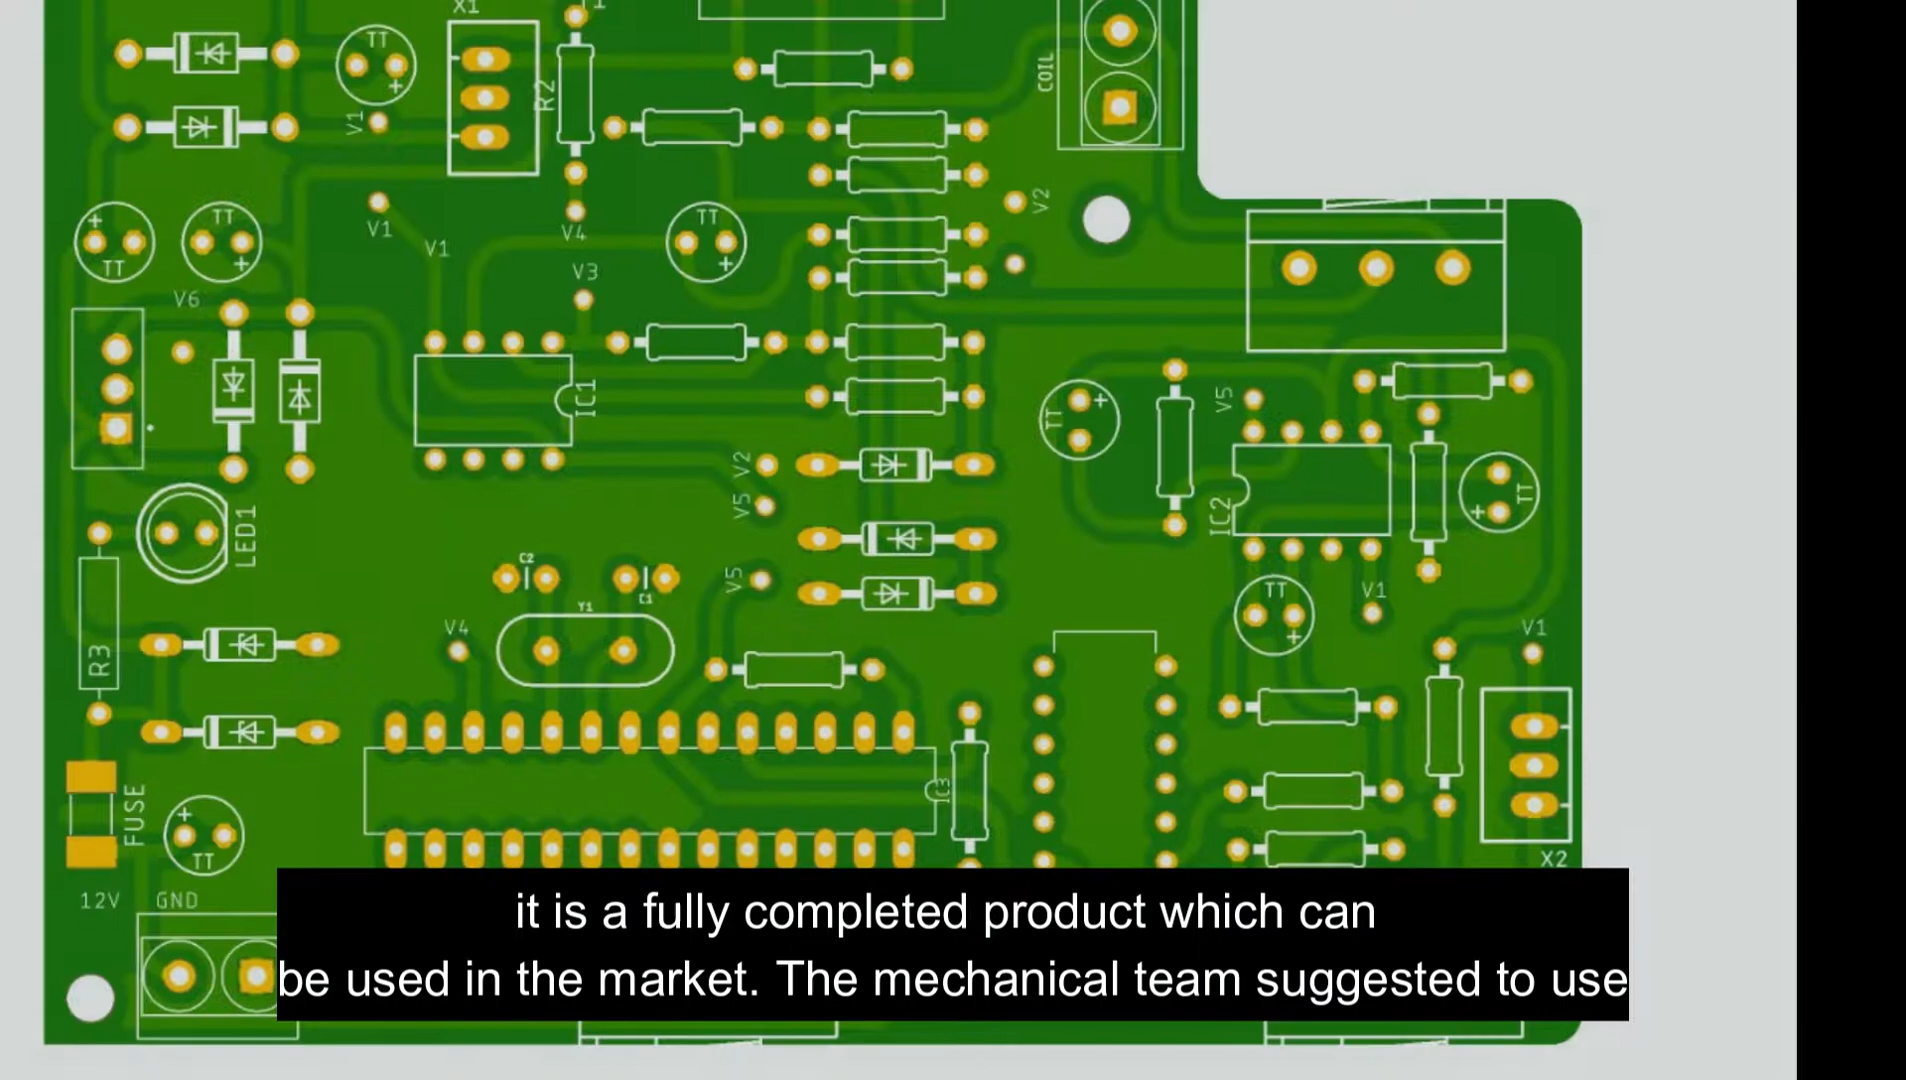 X1
TT
R2
COIL
V1
V2
TT
TT
V1
V4
TT
V1
V3
V6
IC1
V5
TT
V2
V5
IC2
TT
LED1
C2
C1
V5
TT
V1
Y1
V4
V1
R3
IC3
FUSE
TT
X2
12V GND
it is a fully completed product which can
be used in the market. The mechanical team suggested to use